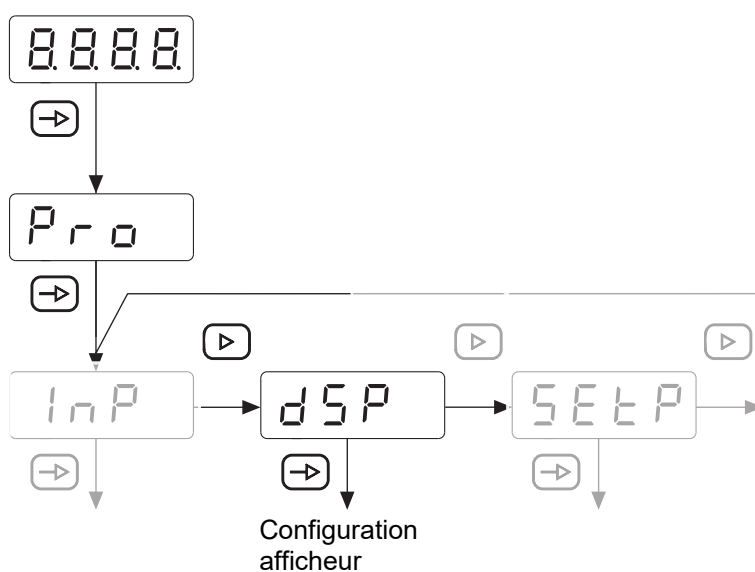 8.8.8.8.
Pro
InP
dSP
SEtP
Configuration
afficheur